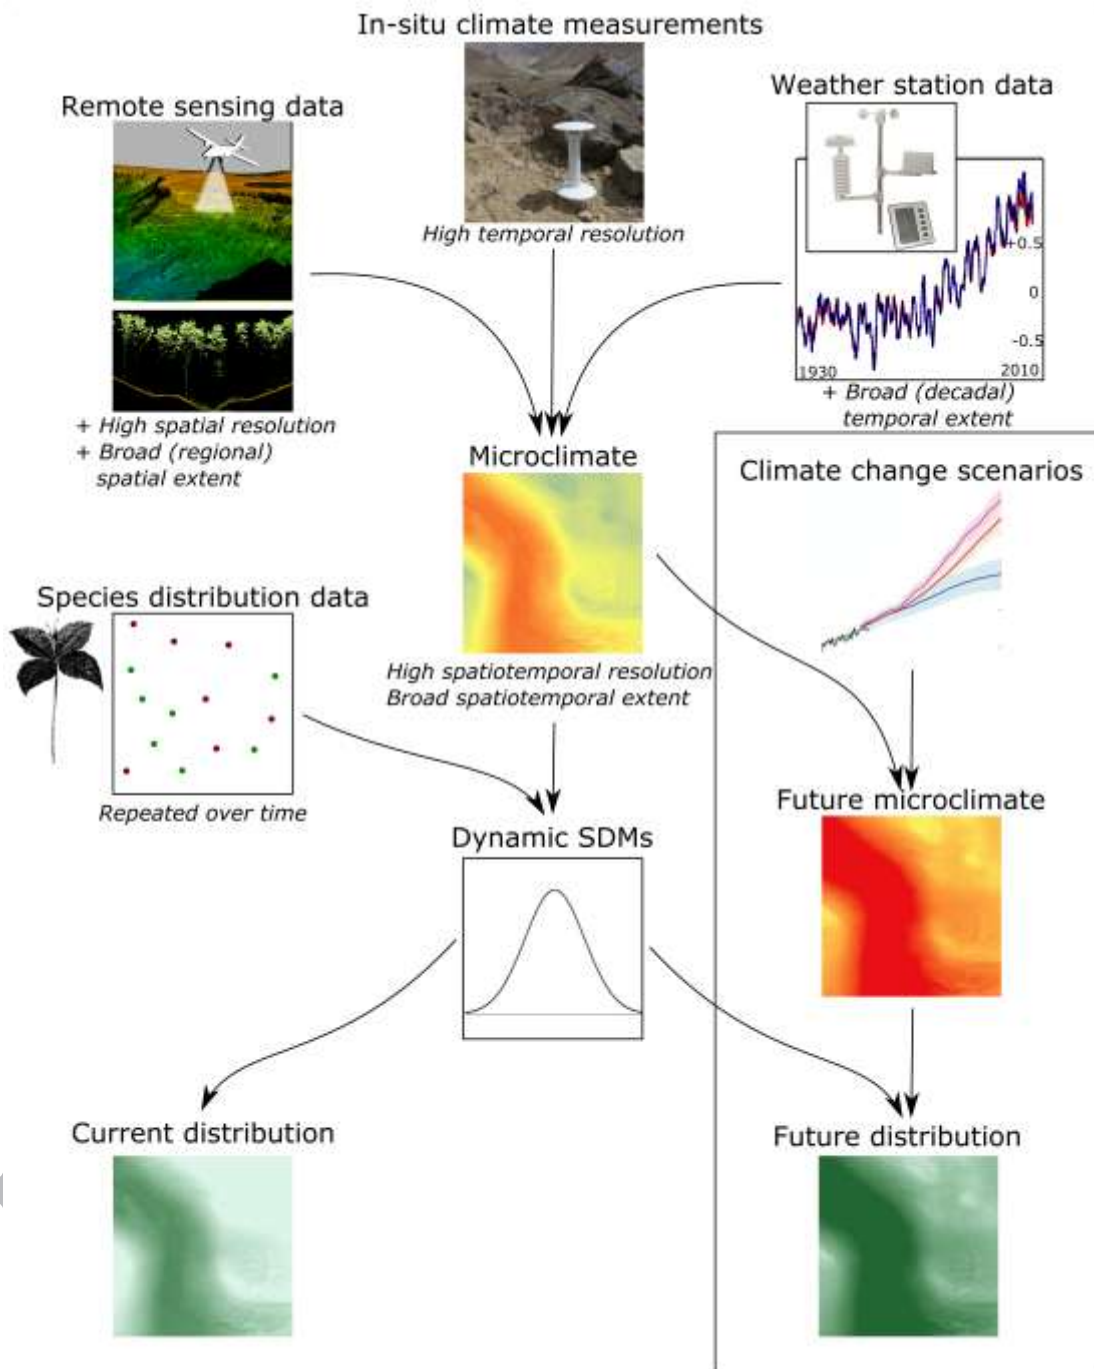 In-situ climate measurements
High temporal resolution
Remote sensing data
+ High spatial resolution
+ Broad (regional)
spatial extent
Weather station data
+0.5
0
-0.5
1930
2010
+ Broad (decadal)
temporal extent
Microclimate
High spatiotemporal resolution
Broad spatiotemporal extent
Climate change scenarios
Species distribution data
Repeated over time
Dynamic SDMs
Future microclimate
Current distribution
Future distribution